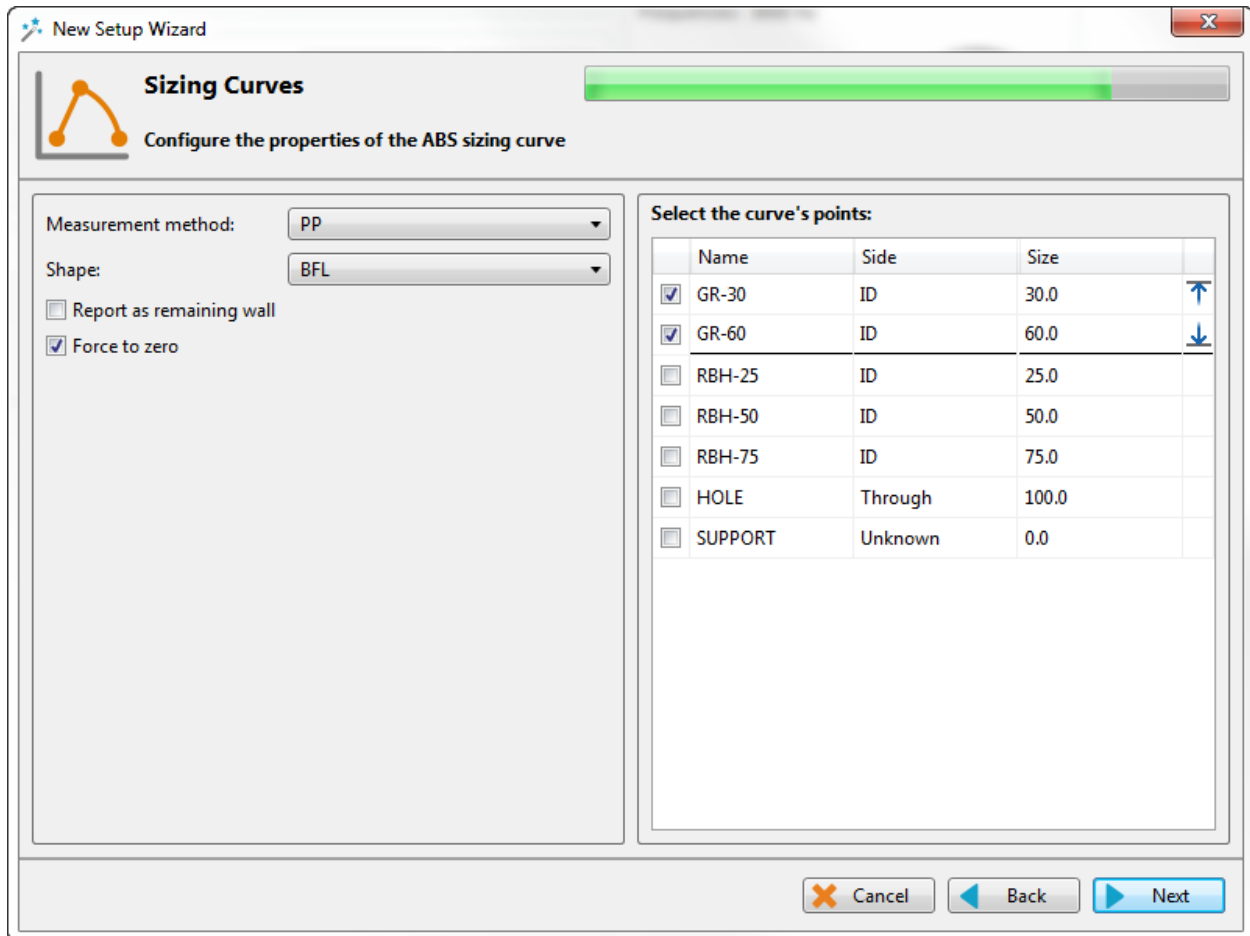 New Setup Wizard
Sizing Curves
Configure the properties of the ABS sizing curve
Measurement method: PP
Shape: BFL
Report as remaining wall
Force to zero
Select the curve's points:
Name Side Size
GR-30 ID 30.0
GR-60 ID 60.0
RBH-25 ID 25.0
RBH-50 ID 50.0
RBH-75 ID 75.0
HOLE Through 100.0
SUPPORT Unknown 0.0
Cancel Back Next